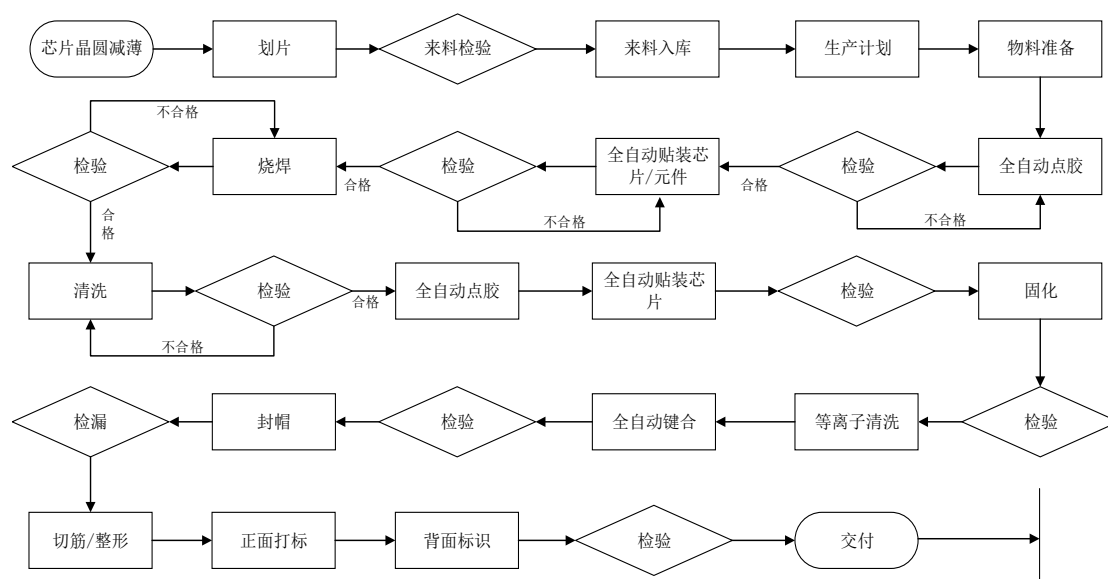 芯片晶圆减薄
划片
来料检验
来料入库
生产计划
物料准备
不合格
检验
烧焊
合格
检验
全自动贴装芯
片/元件
合格
检验
全自动点胶
不合格
不合格
合
格
清洗
检验
合格
全自动点胶
全自动贴装芯
片
检验
固化
不合格
检漏
封帽
检验
全自动键合
等离子清洗
检验
切筋/整形
正面打标
背面标识
检验
交付